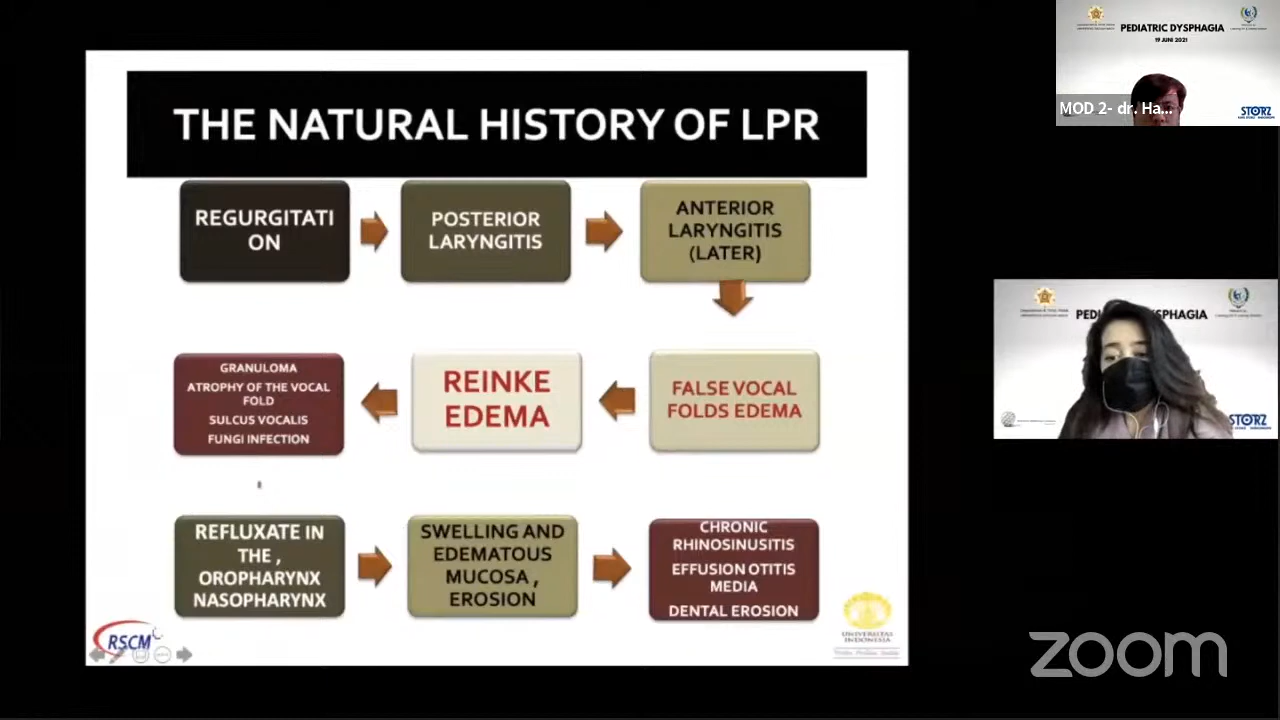 THE NATURAL HISTORY OF LPR
REGURGITATI
ON
POSTERIOR
LARYNGITIS
ANTERIOR
LARYNGITIS
(LATER)
FALSE VOCAL
FOLDS EDEMA
REINKE
EDEMA
GRANULOMA
ATROPHY OF THE VOCAL
FOLD
SULCUS VOCALIS
FUNGI INFECTION
REFLUXATE IN
THE ,
OROPHARYNX
NASOPHARYNX
SWELLING AND
EDEMATOUS
MUCOSA ,
EROSION
CHRONIC
RHINOSINUSITIS
EFFUSION OTITIS
MEDIA
DENTAL EROSION
RSCM
UNIVERSITAS
INDONESIA
PEDIATRIC DYSPHAGIA
19 JUNI 2021
MOD 2- dr. Ha...
STORZ
PEDI SPHAGIA
STORZ
zoom